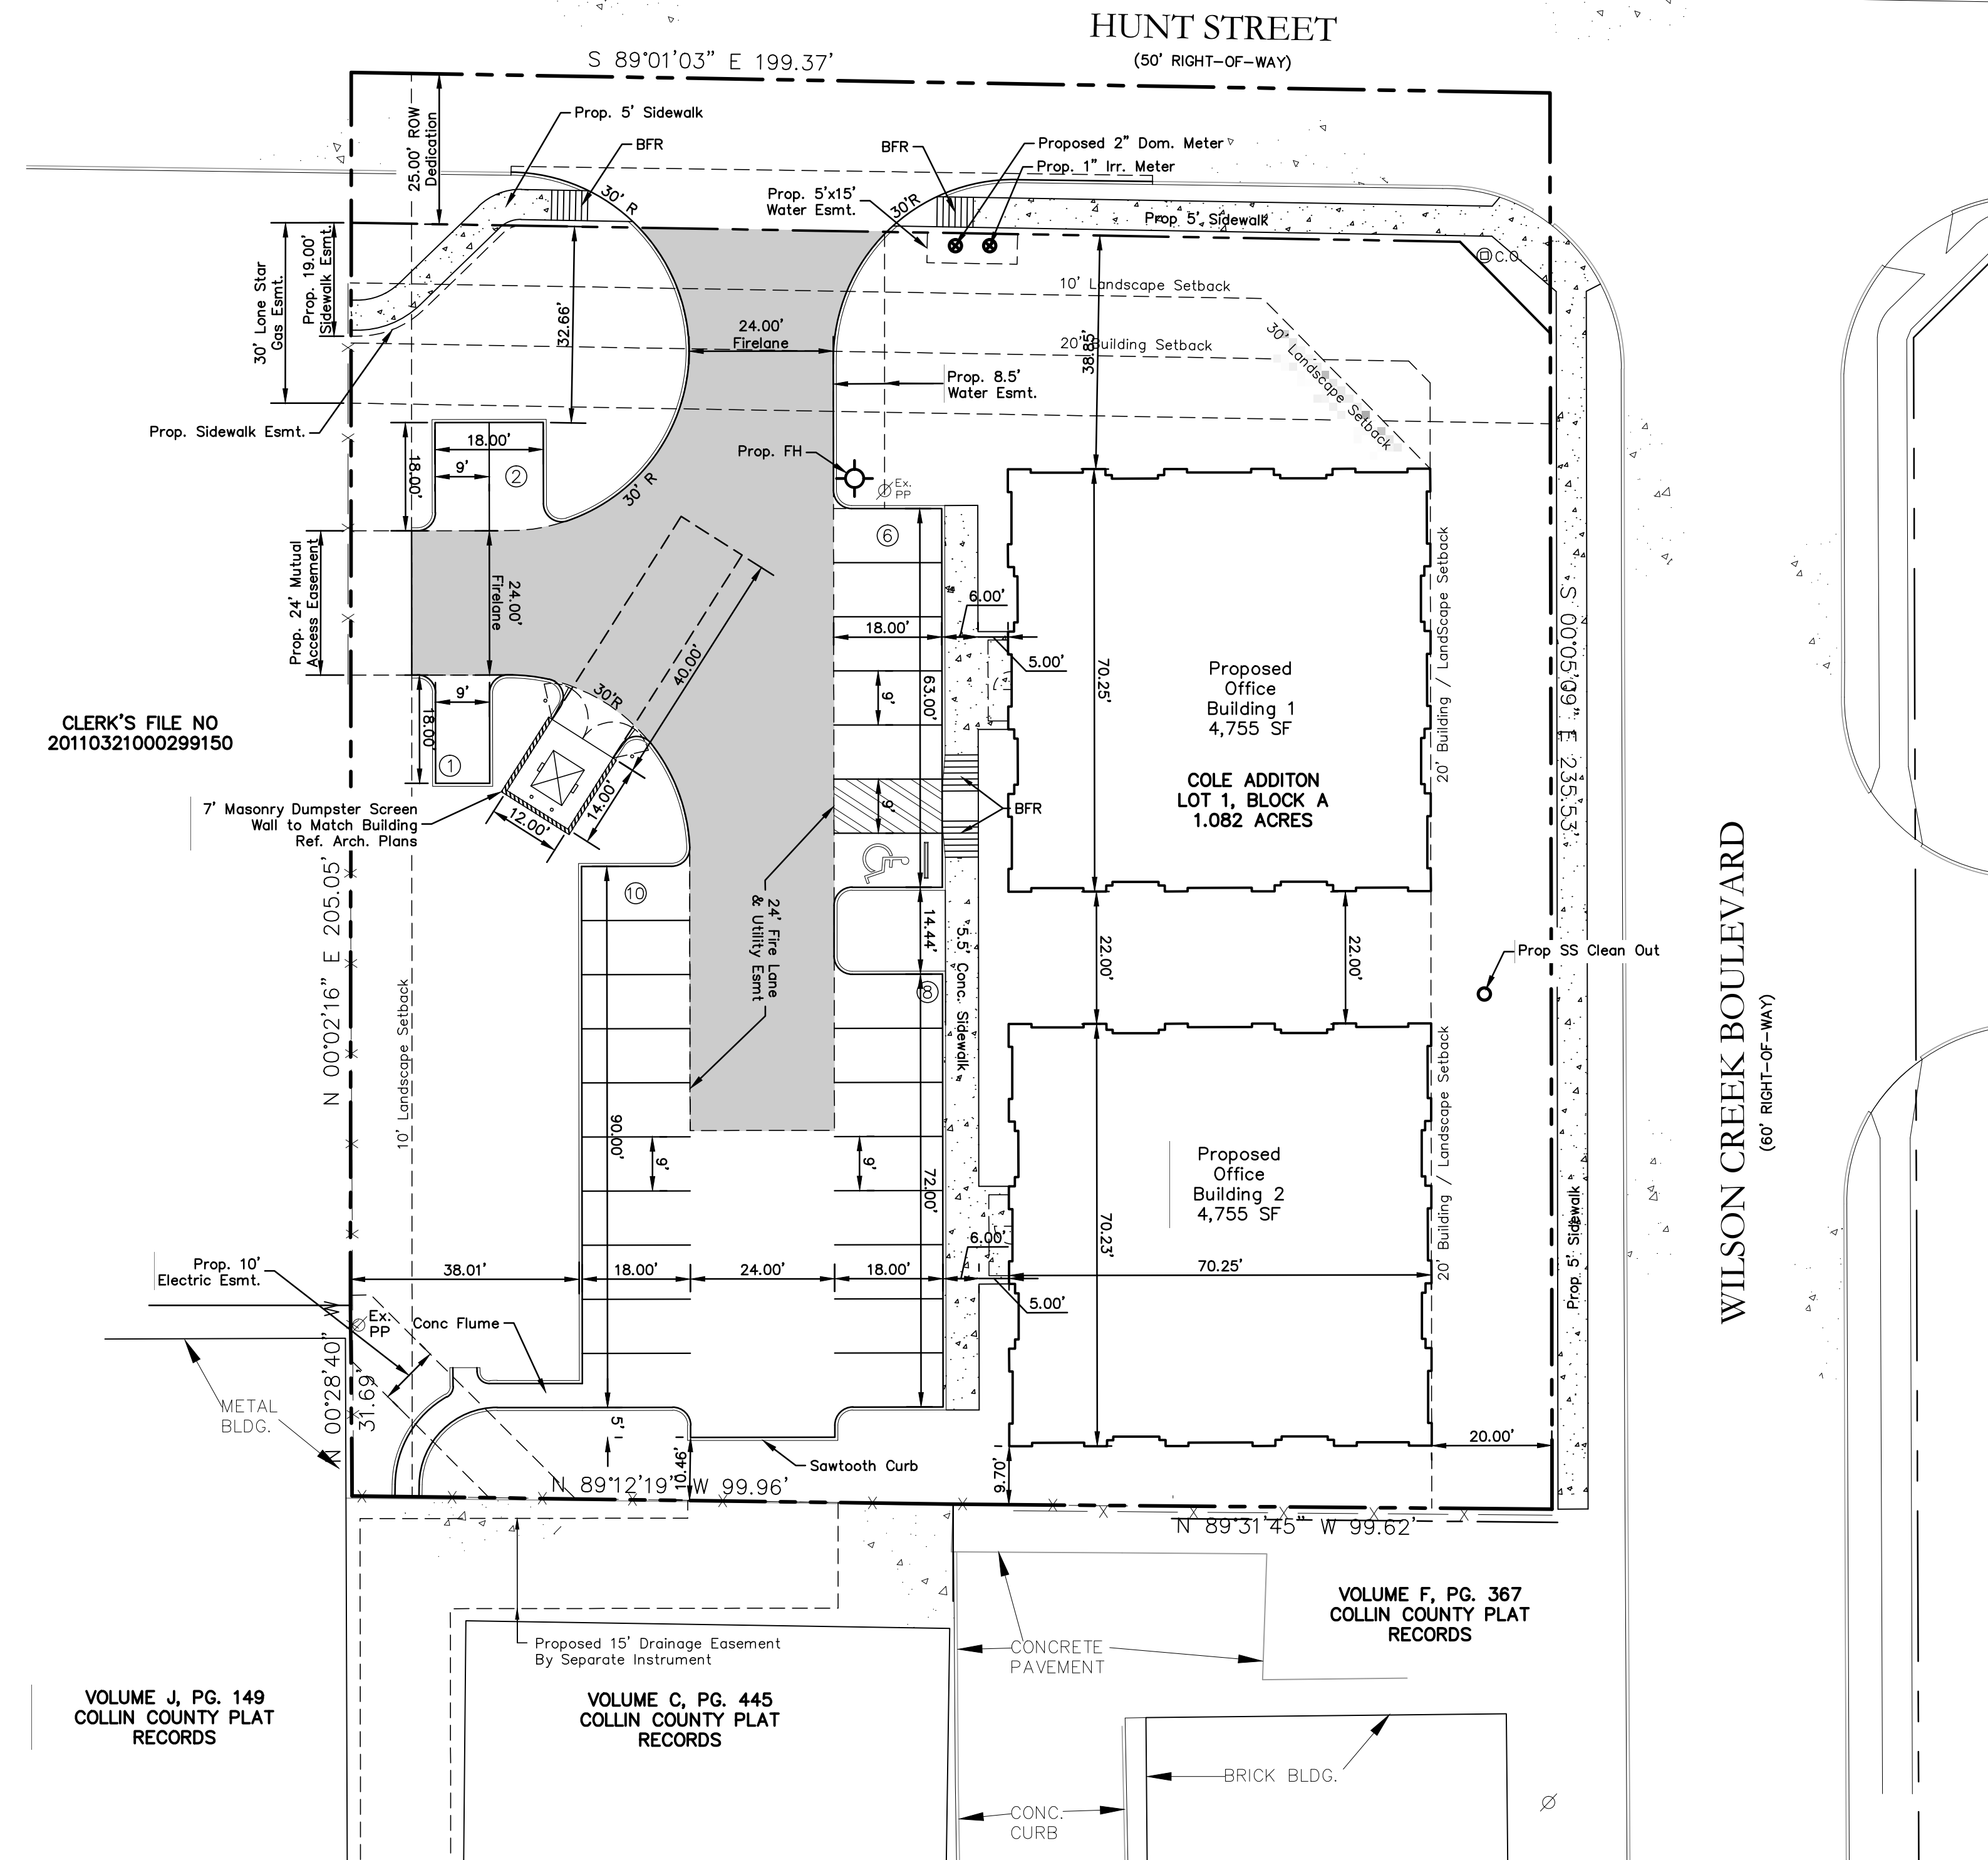 HUNT STREET
(50' RIGHT-OF-WAY)
S 89°01'03" E 199.37'
25.00' ROW
Dedication
Prop. 5' Sidewalk
BFR
30' R
BFR
Proposed 2" Dom. Meter
Prop. 1" Irr. Meter
Prop. 5'x15'
Water Esmt.
30'R
Prop. 5' Sidewalk
C.O.
30' Lone Star
Gas Esmt.
Prop. 19.00'
Sidewalk Esmt.
32.66'
24.00'
Firelane
10' Landscape Setback
20' Building Setback
38.85'
30' Landscape Setback
Prop. 8.5'
Water Esmt.
Prop. Sidewalk Esmt.
18.00'
9'
2
18.00'
30' R
Prop. FH
Ex.
PP
6
Prop. 24' Mutual
Access Easement
24.00'
Firelane
40.00'
18.00'
6.00'
5.00'
9'
63.00'
70.25'
Proposed
Office
Building 1
4,755 SF
COLE ADDITON
LOT 1, BLOCK A
1.082 ACRES
20' Building / LandScape Setback
S 00°05'09" E 235.53'
CLERK'S FILE NO
20110321000299150
9'
18.00'
1
30'R
14.00'
12.00'
7' Masonry Dumpster Screen
Wall to Match Building
Ref. Arch. Plans
9'
BFR
10
24' Fire Lane
& Utility Esmt
14.44'
8
5.5' Conc. Sidewalk
22.00'
22.00'
Prop SS Clean Out
N 00°02'16" E 205.05'
10' Landscape Setback
WILSON CREEK BOULEVARD
(60' RIGHT-OF-WAY)
90.00'
9'
9'
72.00'
70.23'
Proposed
Office
Building 2
4,755 SF
20' Building / Landscape Setback
Prop. 5' Sidewalk
Prop. 10'
Electric Esmt.
38.01'
18.00'
24.00'
18.00'
6.00'
5.00'
70.25'
Ex.
PP
Conc Flume
METAL
BLDG.
N 00°28'40" W
31.69'
5'
10.46'
Sawtooth Curb
9.70'
20.00'
N 89°12'19" W 99.96'
N 89°31'45" W 99.62'
Proposed 15' Drainage Easement
By Separate Instrument
CONCRETE
PAVEMENT
VOLUME F, PG. 367
COLLIN COUNTY PLAT
RECORDS
VOLUME J, PG. 149
COLLIN COUNTY PLAT
RECORDS
VOLUME C, PG. 445
COLLIN COUNTY PLAT
RECORDS
BRICK BLDG.
CONC.
CURB